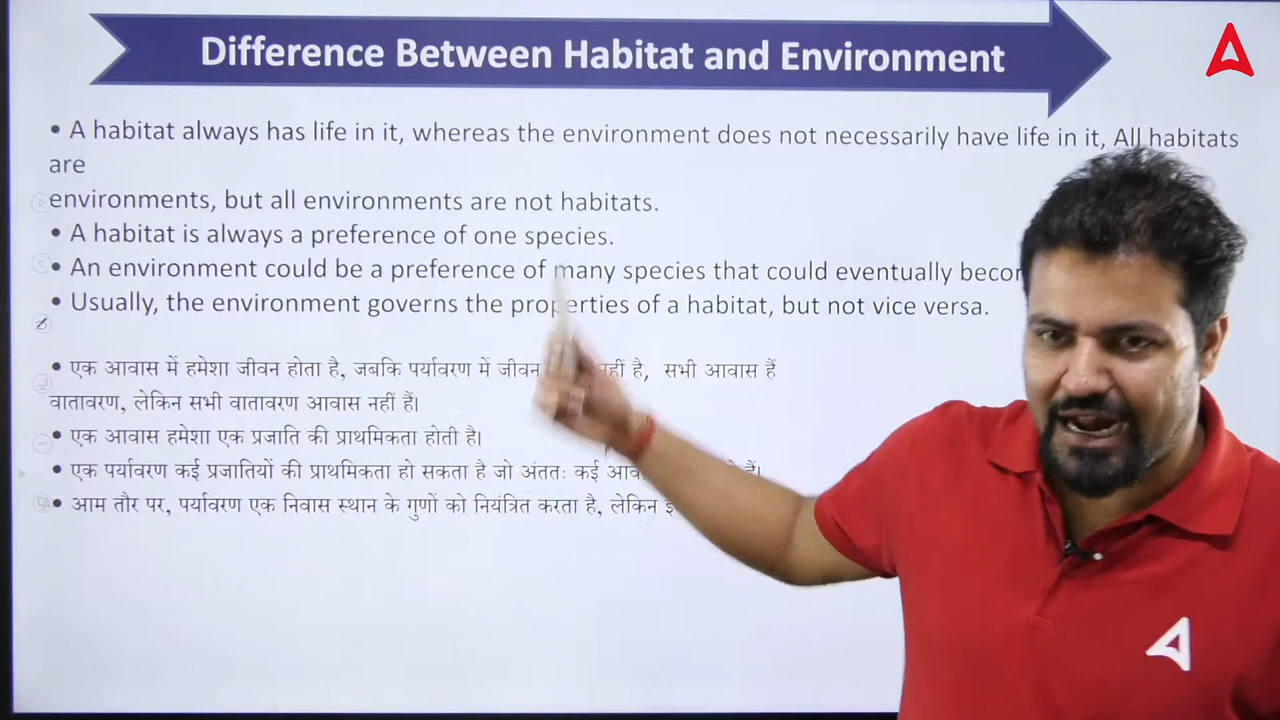 Difference Between Habitat and Environment
• A habitat always has life in it, whereas the environment does not necessarily have life in it, All habitats
are
environments, but all environments are not habitats.
• A habitat is always a preference of one species.
• An environment could be a preference of many species that could eventually
• Usually, the environment governs the properties of a habitat, but not vice versa.
• एक आवास में हमेशा जीवन होता है, जबकि पर्यावरण में जीवन है, सभी आवास हैं
वातावरण, लेकिन सभी वातावरण आवास नहीं हैं।
• एक आवास हमेशा एक प्रजाति की प्राथमिकता होती है।
• एक पर्यावरण कई प्रजातियों की प्राथमिकता हो सकता है जो अंततः कई हैं।
• आम तौर पर, पर्यावरण एक निवास स्थान के गुणों को नियंत्रित करता है, लेकिन